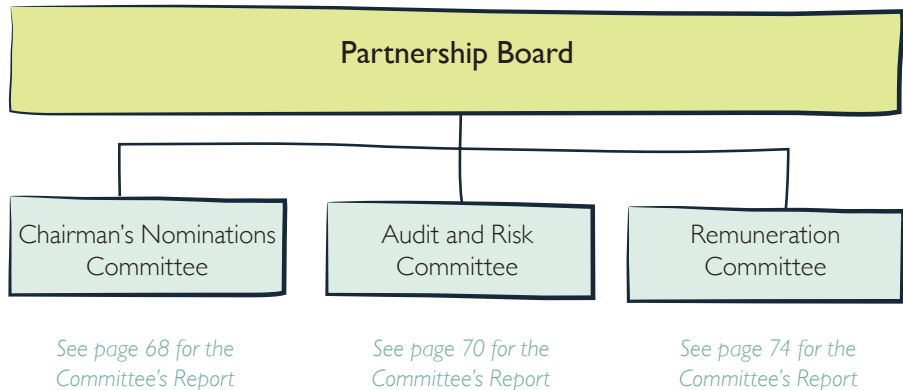 Partnership Board
Chairman's Nominations
Committee
Audit and Risk
Committee
Remuneration
Committee
See page 68 for the
Committee's Report
See page 70 for the
Committee's Report
See page 74 for the
Committee's Report